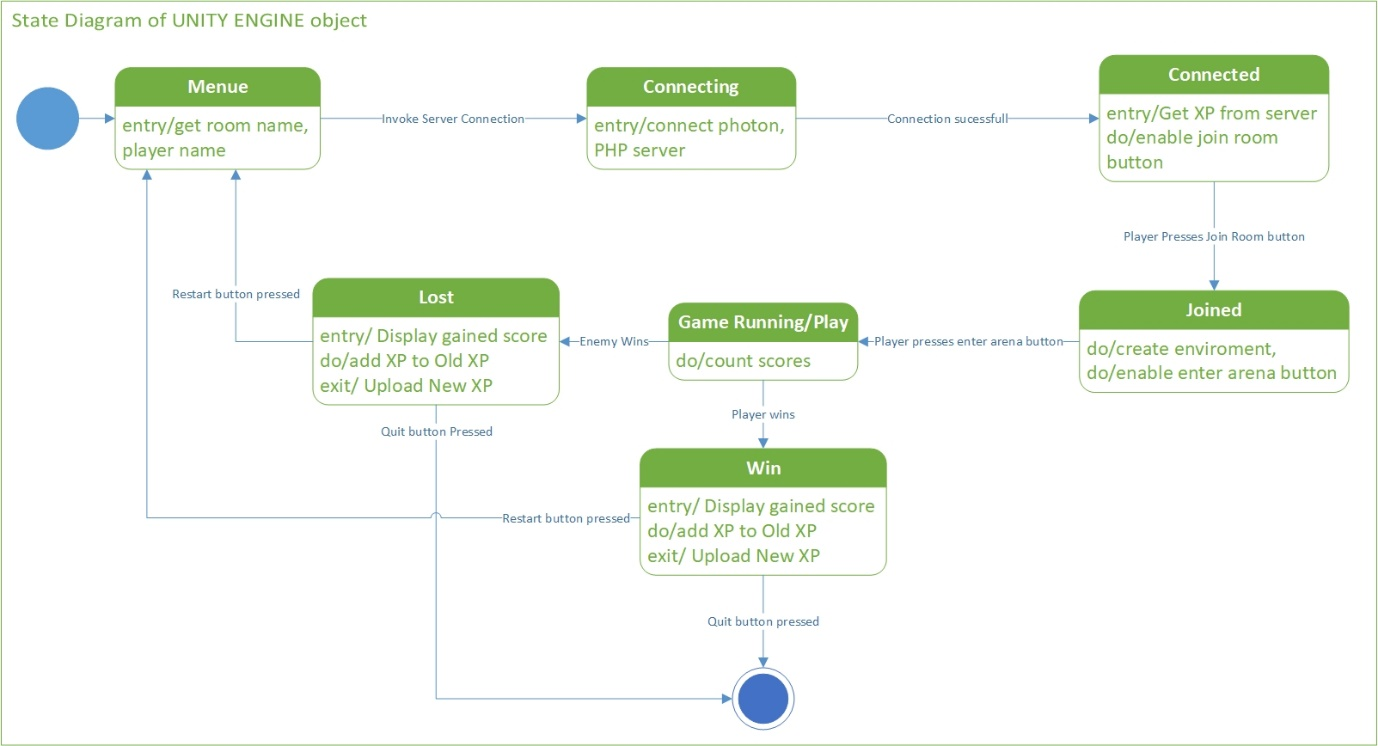 State Diagram of UNITY ENGINE object
Menue
entry/get room name,
player name
Invoke Server Connection
Connecting
entry/connect photon,
PHP server
Connection sucessfull
Connected
entry/Get XP from server
do/enable join room
button
Player Presses Join Room button
Joined
do/create enviroment,
do/enable enter arena button
Player presses enter arena button
Game Running/Play
do/count scores
Enemy Wins
Lost
entry/ Display gained score
do/add XP to Old XP
exit/ Upload New XP
Restart button pressed
Quit button Pressed
Player wins
Win
entry/ Display gained score
do/add XP to Old XP
exit/ Upload New XP
Restart button pressed
Quit button pressed